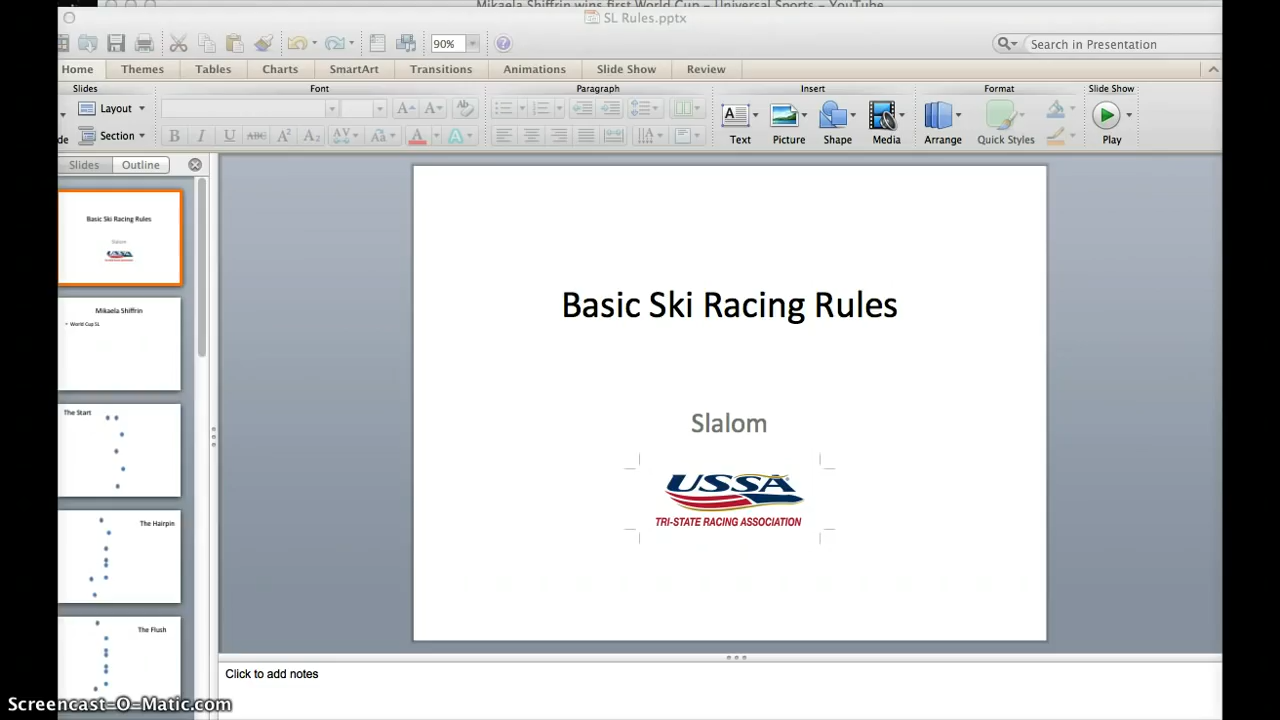 Mikaela Shiffrin wins first World Cup – Universal Sports – YouTube
SL Rules.pptx
90%
Search in Presentation
Home
Themes
Tables
Charts
SmartArt
Transitions
Animations
Slide Show
Review
Slides
Font
Paragraph
Insert
Format
Slide Show
Layout
Section
Text
Picture
Shape
Media
Arrange
Quick Styles
Play
Slides
Outline
Basic Ski Racing Rules
Slalom
USSA
Mikaela Shiffrin
• World Cup SL
The Start
The Hairpin
The Flush
Basic Ski Racing Rules
Slalom
USSA
TRI-STATE RACING ASSOCIATION
Click to add notes
Screencast-O-Matic.com